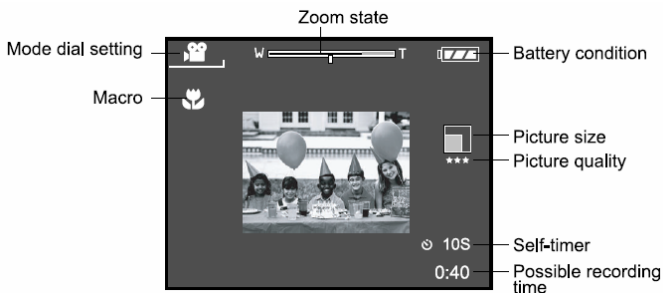 Zoom state
Mode dial setting
W T
Battery condition
Macro
Picture size
★★★ Picture quality
10S Self-timer
0:40 Possible recording
time